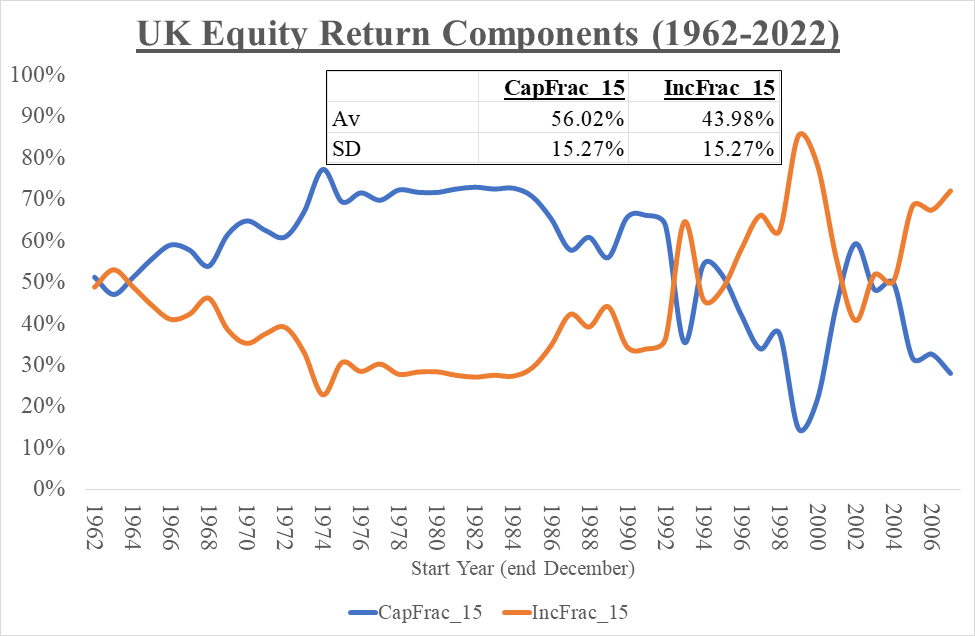 UK Equity Return Components (1962-2022)
100%
90%
80%
70%
60%
50%
40%
30%
20%
10%
0%
CapFrac_15 IncFrac_15
Av 56.02% 43.98%
SD 15.27% 15.27%
1962 1964 1966 1968 1970 1972 1974 1976 1978 1980 1982 1984 1986 1988 1990 1992 1994 1996 1998 2000 2002 2004 2006
Start Year (end December)
CapFrac_15 IncFrac_15